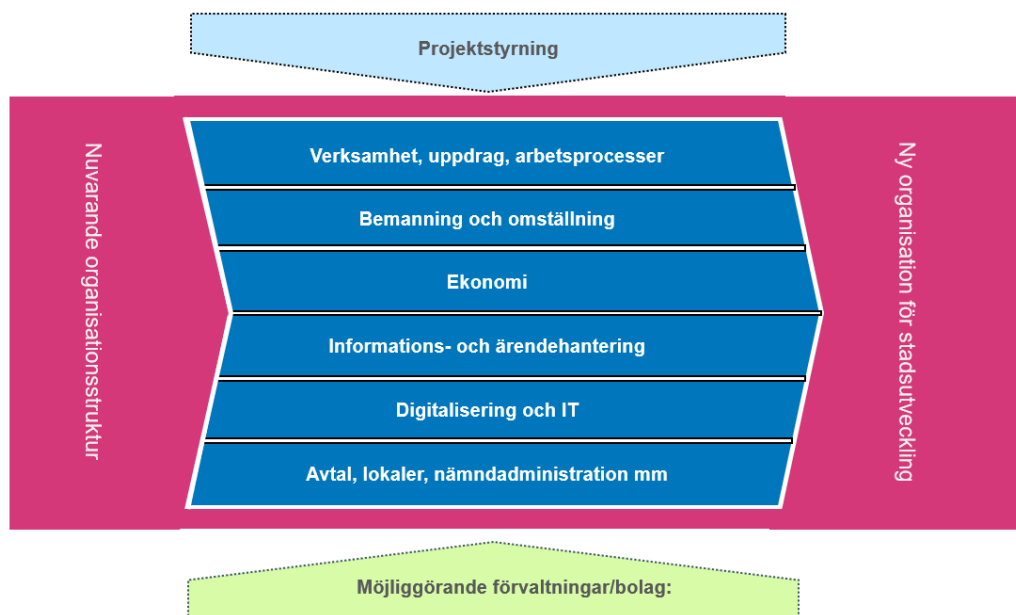 Projektstyrning
Nuvarande organisationsstruktur
Verksamhet, uppdrag, arbetsprocesser
Bemanning och omställning
Ekonomi
Informations- och ärendehantering
Digitalisering och IT
Avtal, lokaler, nämndadministration mm
Ny organisation för stadsutveckling
Möjliggörande förvaltningar/bolag: